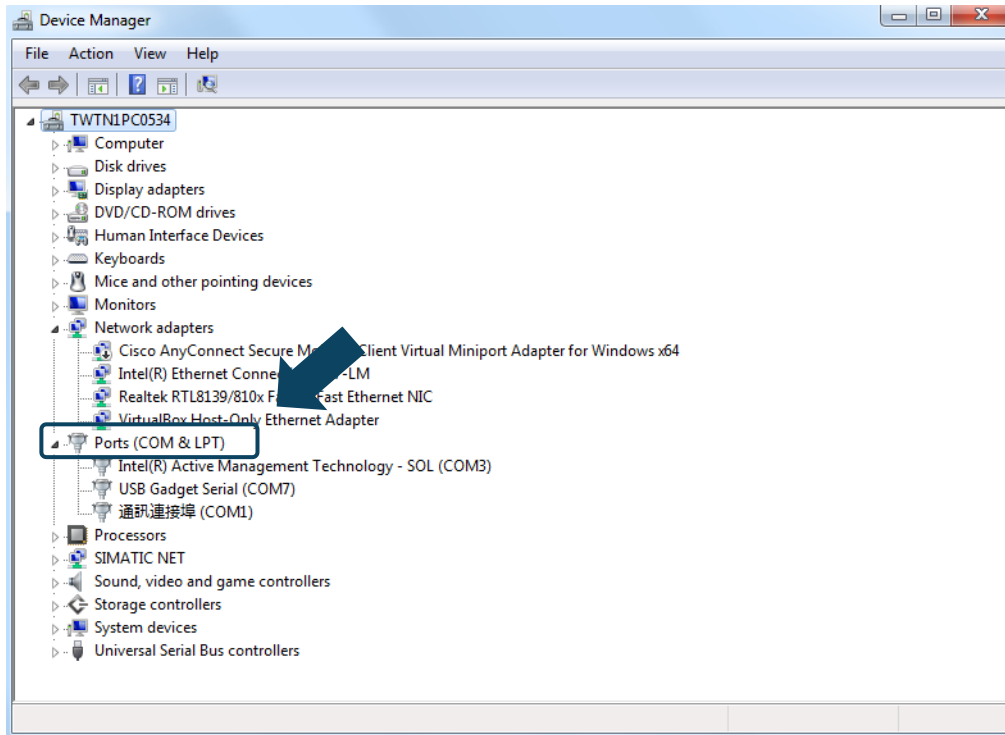 Device Manager
File Action View Help
TWTN1PC0534
Computer
Disk drives
Display adapters
DVD/CD-ROM drives
Human Interface Devices
Keyboards
Mice and other pointing devices
Monitors
Network adapters
Cisco AnyConnect Secure Client Virtual Miniport Adapter for Windows x64
Intel(R) Ethernet -LM
Realtek RTL8139/810x Fast Ethernet NIC
VirtualBox Host-Only Ethernet Adapter
Ports (COM & LPT)
Intel(R) Active Management Technology - SOL (COM3)
USB Gadget Serial (COM7)
通訊連接埠 (COM1)
Processors
SIMATIC NET
Sound, video and game controllers
Storage controllers
System devices
Universal Serial Bus controllers